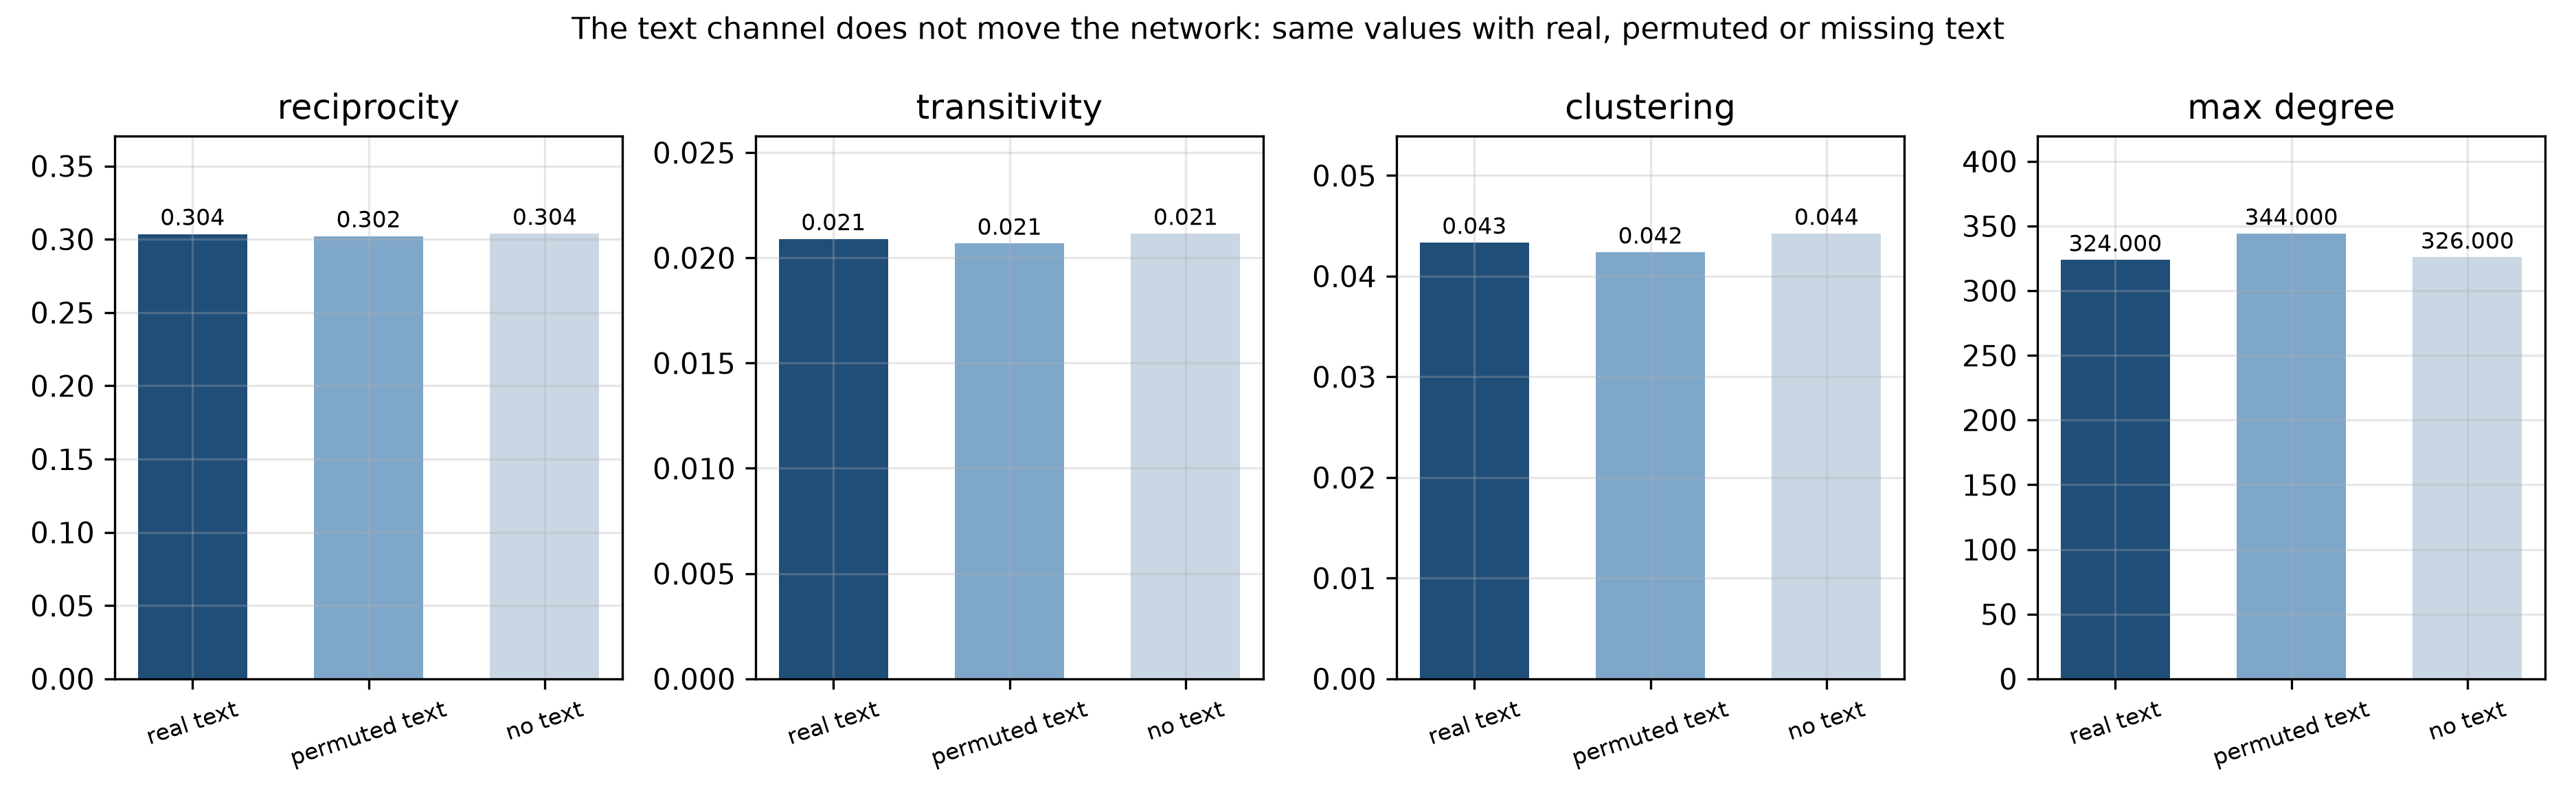 The text channel does not move the network: same values with real, permuted or missing text
reciprocity
0.35
0.30
0.25
0.20
0.15
0.10
0.05
0.00
0.304
0.302
0.304
real text
permuted text
no text
transitivity
0.025
0.020
0.015
0.010
0.005
0.000
0.021
0.021
0.021
real text
permuted text
no text
clustering
0.05
0.04
0.03
0.02
0.01
0.00
0.043
0.042
0.044
real text
permuted text
no text
max degree
400
350
300
250
200
150
100
50
0
324.000
344.000
326.000
real text
permuted text
no text